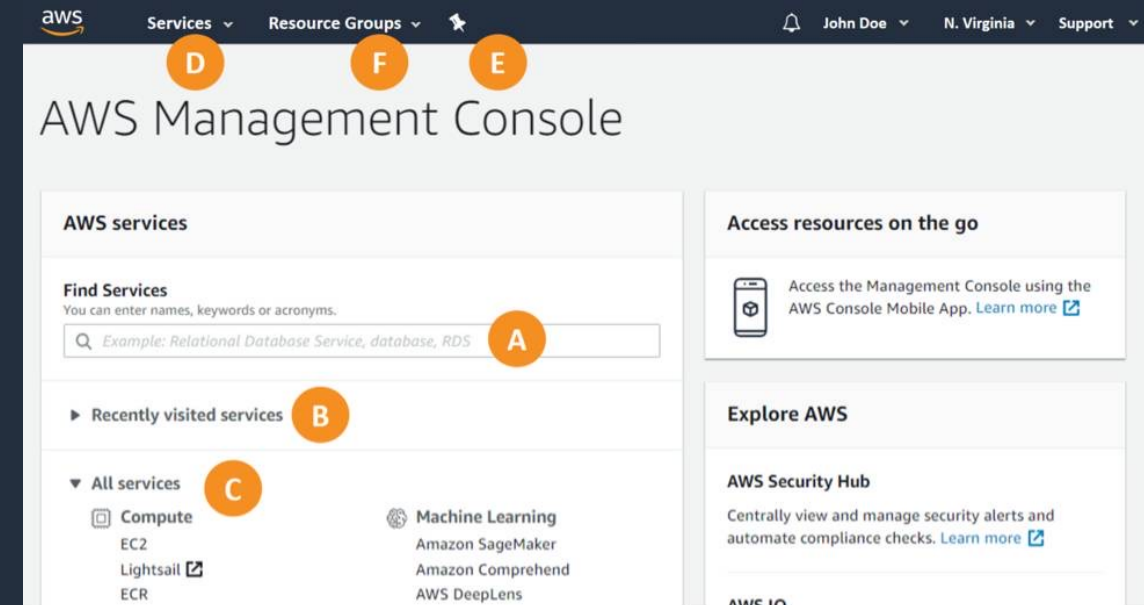 aws Services Resource Groups John Doe N. Virginia Support
D F E
AWS Management Console
AWS services
Find Services
You can enter names, keywords or acronyms.
Example: Relational Database Service, database, RDS A
Recently visited services B
All services C
Compute
EC2
Lightsail
ECR
Machine Learning
Amazon SageMaker
Amazon Comprehend
AWS DeepLens
Access resources on the go
Access the Management Console using the
AWS Console Mobile App. Learn more
Explore AWS
AWS Security Hub
Centrally view and manage security alerts and
automate compliance checks. Learn more